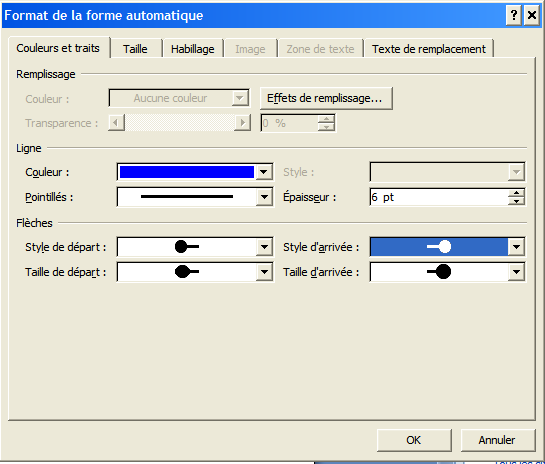 Format de la forme automatique
Couleurs et traits Taille Habillage Image Zone de texte Texte de remplacement
Remplissage
Couleur : Aucune couleur Effets de remplissage...
Transparence : 0 %
Ligne
Couleur : Style :
Pointillés : Épaisseur : 6 pt
Flèches
Style de départ : Style d'arrivée :
Taille de départ : Taille d'arrivée :
OK Annuler